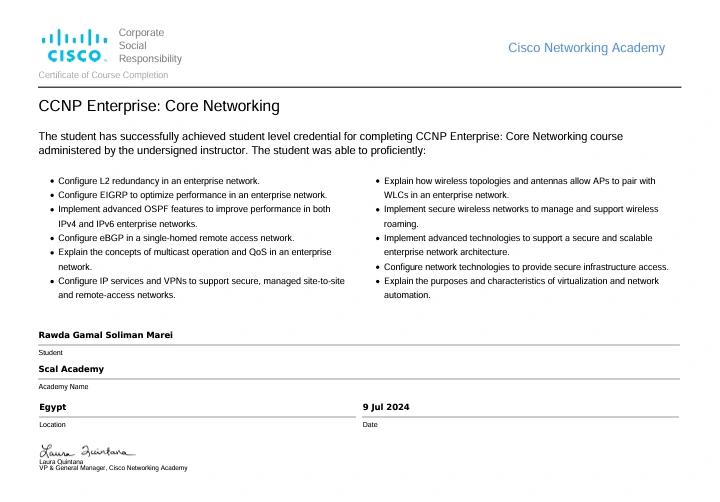 CISCO
Corporate
Social
Responsibility
Cisco Networking Academy
Certificate of Course Completion
CCNP Enterprise: Core Networking
The student has successfully achieved student level credential for completing CCNP Enterprise: Core Networking course
administered by the undersigned instructor. The student was able to proficiently:
• Configure L2 redundancy in an enterprise network.
• Configure EIGRP to optimize performance in an enterprise network.
• Implement advanced OSPF features to improve performance in both
IPv4 and IPv6 enterprise networks.
• Configure eBGP in a single-homed remote access network.
• Explain the concepts of multicast operation and QoS in an enterprise
network.
• Configure IP services and VPNs to support secure, managed site-to-site
and remote-access networks.
• Explain how wireless topologies and antennas allow APs to pair with
WLCs in an enterprise network.
• Implement secure wireless networks to manage and support wireless
roaming.
• Implement advanced technologies to support a secure and scalable
enterprise network architecture.
• Configure network technologies to provide secure infrastructure access.
• Explain the purposes and characteristics of virtualization and network
automation.
Rawda Gamal Soliman Marei
Student
Scal Academy
Academy Name
Egypt
Location
9 Jul 2024
Date
Laura Quintana
Laura Quintana
VP & General Manager, Cisco Networking Academy